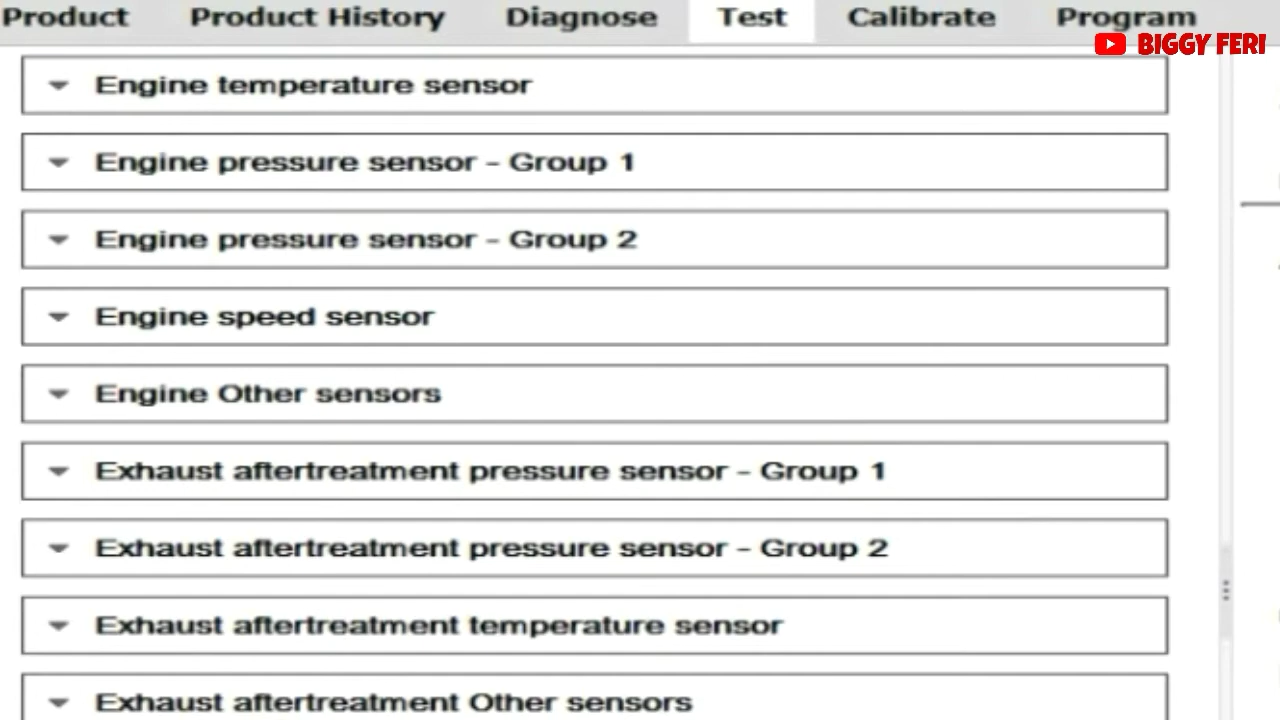 Product Product History Diagnose Test Calibrate Program
BIGGY FERI
Engine temperature sensor
Engine pressure sensor - Group 1
Engine pressure sensor - Group 2
Engine speed sensor
Engine Other sensors
Exhaust aftertreatment pressure sensor - Group 1
Exhaust aftertreatment pressure sensor - Group 2
Exhaust aftertreatment temperature sensor
Exhaust aftertreatment Other sensors